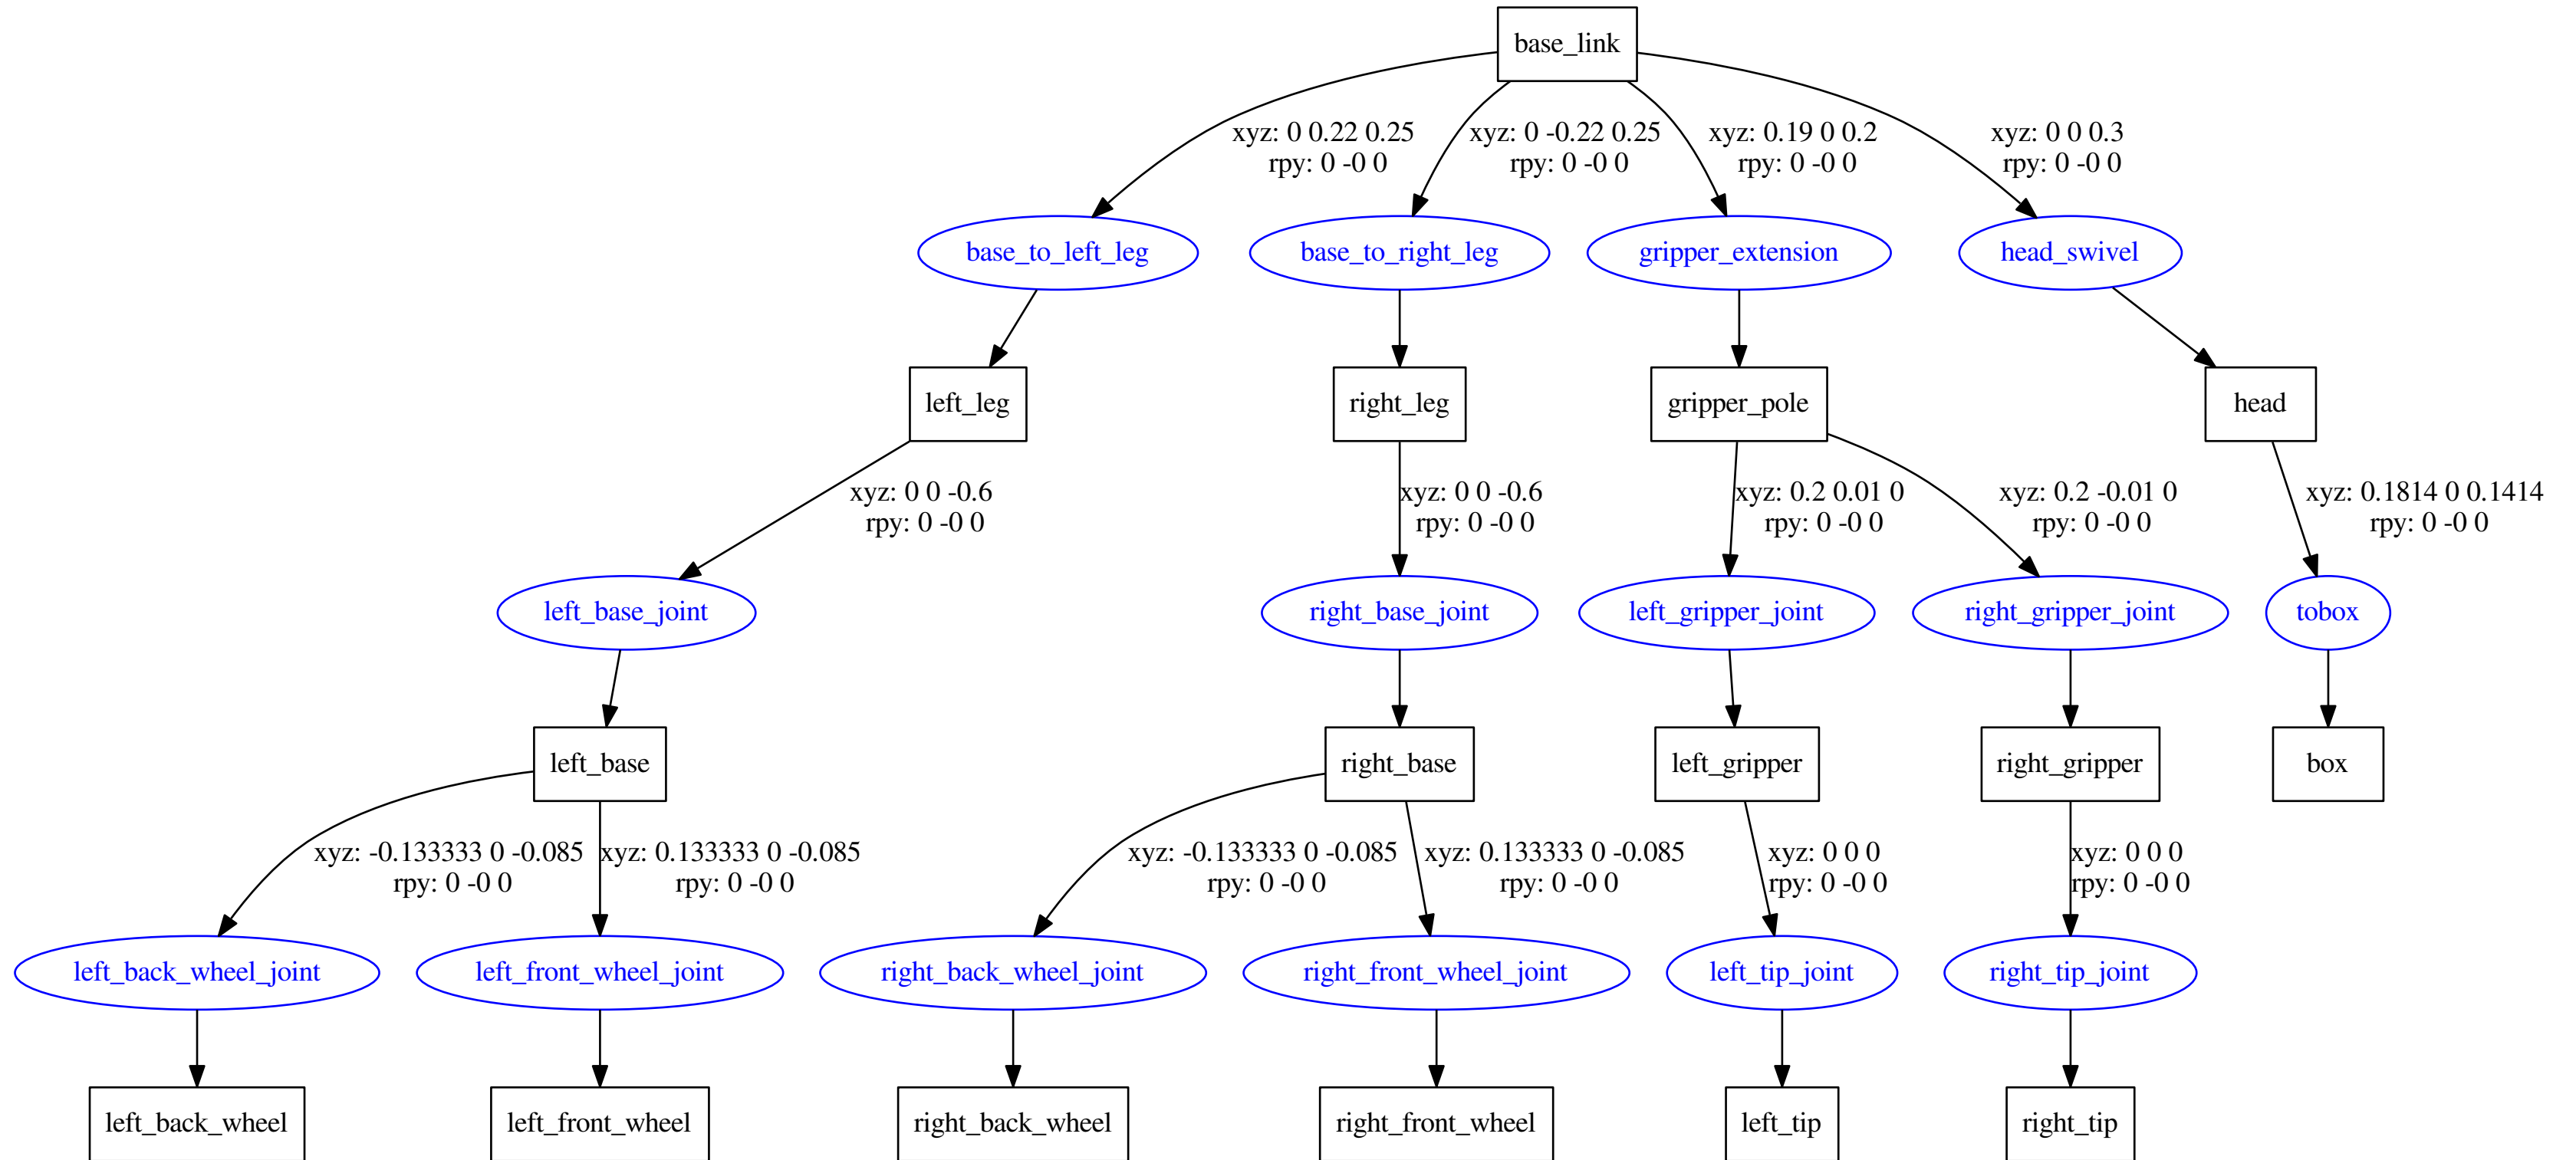 base_link
xyz: 0 0.22 0.25
rpy: 0 -0 0
xyz: 0 -0.22 0.25
rpy: 0 -0 0
xyz: 0.19 0 0.2
rpy: 0 -0 0
xyz: 0 0 0.3
rpy: 0 -0 0
base_to_left_leg
base_to_right_leg
gripper_extension
head_swivel
left_leg
right_leg
gripper_pole
head
xyz: 0 0 -0.6
rpy: 0 -0 0
xyz: 0 0 -0.6
rpy: 0 -0 0
xyz: 0.2 0.01 0
rpy: 0 -0 0
xyz: 0.2 -0.01 0
rpy: 0 -0 0
xyz: 0.1814 0 0.1414
rpy: 0 -0 0
left_base_joint
right_base_joint
left_gripper_joint
right_gripper_joint
tobox
left_base
right_base
left_gripper
right_gripper
box
xyz: -0.133333 0 -0.085
rpy: 0 -0 0
xyz: 0.133333 0 -0.085
rpy: 0 -0 0
xyz: -0.133333 0 -0.085
rpy: 0 -0 0
xyz: 0.133333 0 -0.085
rpy: 0 -0 0
xyz: 0 0 0
rpy: 0 -0 0
xyz: 0 0 0
rpy: 0 -0 0
left_back_wheel_joint
left_front_wheel_joint
right_back_wheel_joint
right_front_wheel_joint
left_tip_joint
right_tip_joint
left_back_wheel
left_front_wheel
right_back_wheel
right_front_wheel
left_tip
right_tip